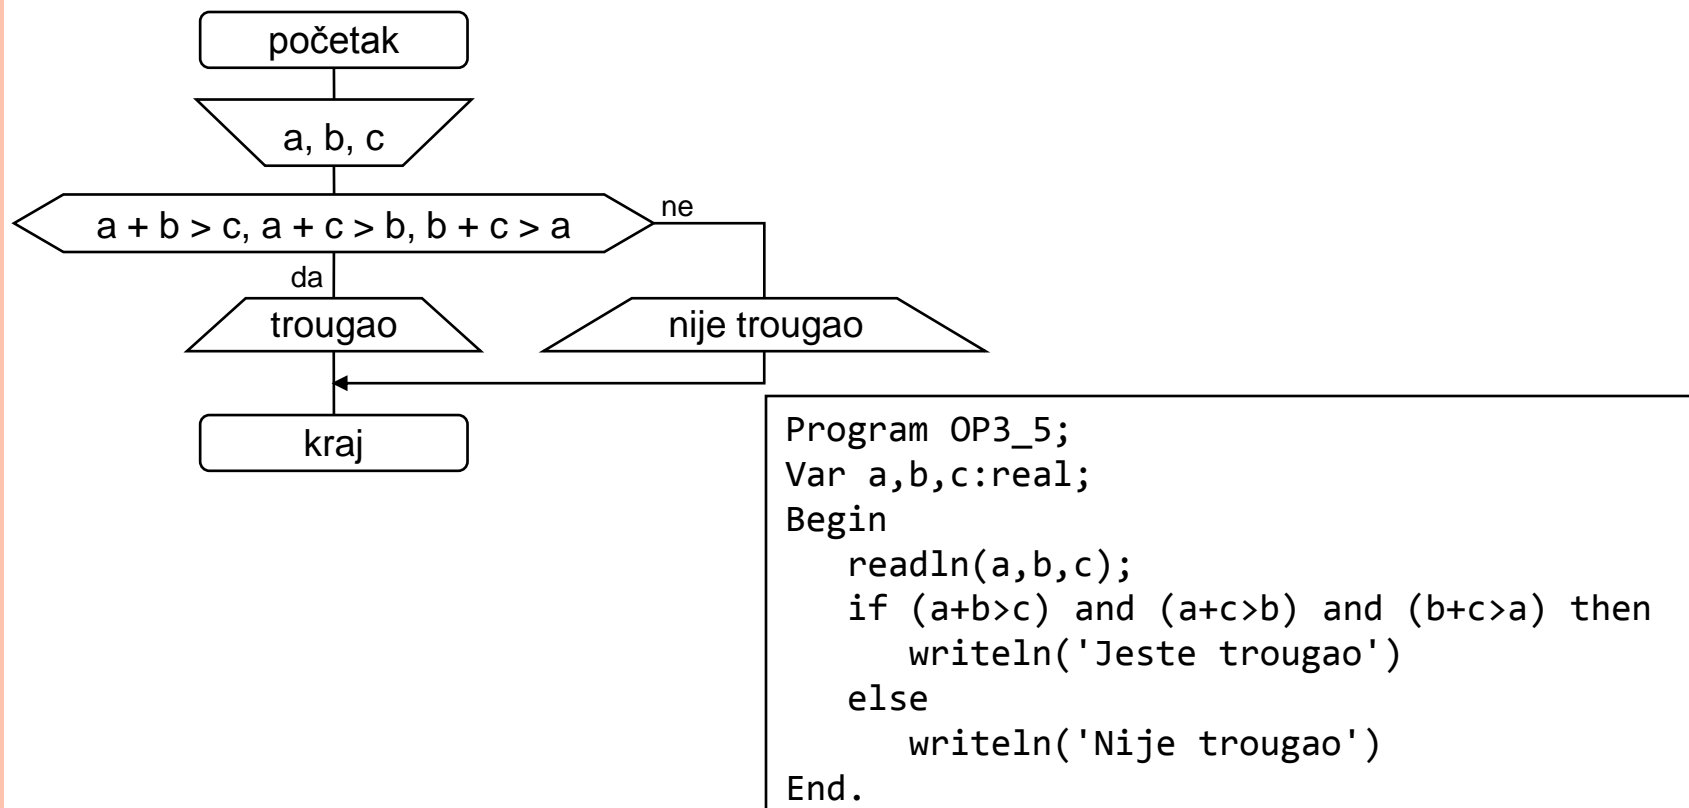 početak
a, b, c
a + b > c, a + c > b, b + c > a
ne
da
trougao
nije trougao
kraj
Program OP3_5;
Var a,b,c:real;
Begin
   readln(a,b,c);
   if (a+b>c) and (a+c>b) and (b+c>a) then
      writeln('Jeste trougao')
   else
      writeln('Nije trougao')
End.